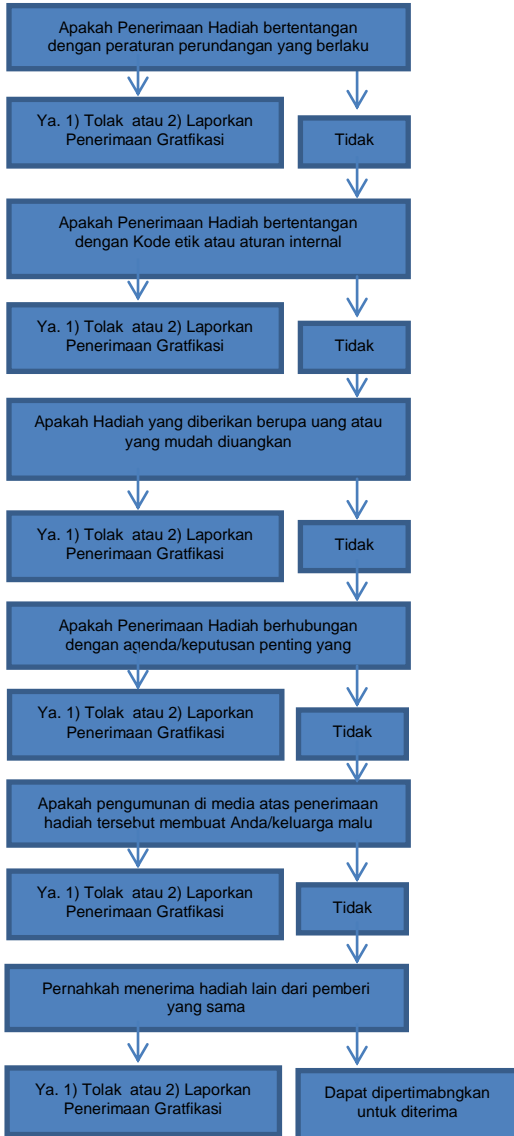 Apakah Penerimaan Hadiah bertentangan
dengan peraturan perundangan yang berlaku
Ya. 1) Tolak atau 2) Laporkan
Penerimaan Gratfikasi
Tidak
Apakah Penerimaan Hadiah bertentangan
dengan Kode etik atau aturan internal
Ya. 1) Tolak atau 2) Laporkan
Penerimaan Gratfikasi
Tidak
Apakah Hadiah yang diberikan berupa uang atau
yang mudah diuangkan
Ya. 1) Tolak atau 2) Laporkan
Penerimaan Gratfikasi
Tidak
Apakah Penerimaan Hadiah berhubungan
dengan agenda/keputusan penting yang
Ya. 1) Tolak atau 2) Laporkan
Penerimaan Gratfikasi
Tidak
Apakah pengumunan di media atas penerimaan
hadiah tersebut membuat Anda/keluarga malu
Ya. 1) Tolak atau 2) Laporkan
Penerimaan Gratfikasi
Tidak
Pernahkah menerima hadiah lain dari pemberi
yang sama
Ya. 1) Tolak atau 2) Laporkan
Penerimaan Gratfikasi
Dapat dipertimabngkan
untuk diterima